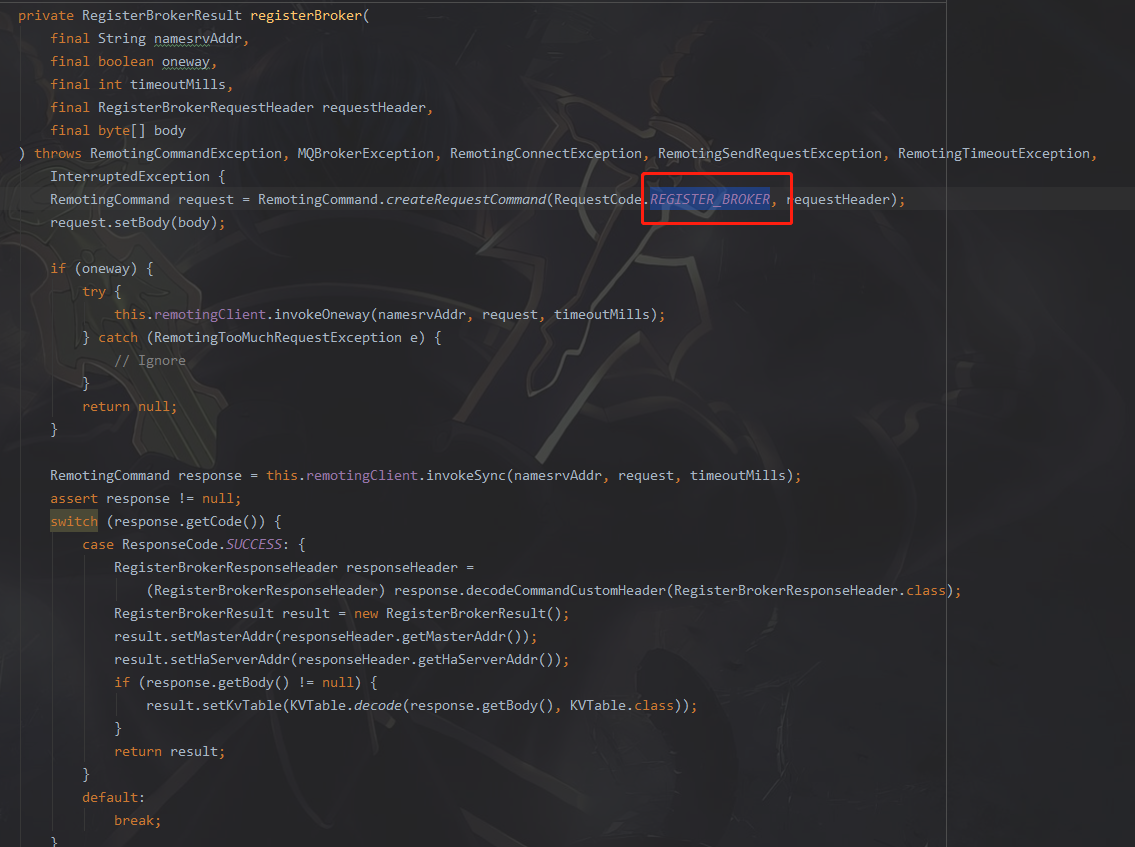 private RegisterBrokerResult registerBroker(
final String namesrvAddr,
final boolean oneway,
final int timeoutMills,
final RegisterBrokerRequestHeader requestHeader,
final byte[] body
) throws RemotingCommandException, MQBrokerException, RemotingConnectException, RemotingSendRequestException, RemotingTimeoutException,
InterruptedException {
RemotingCommand request = RemotingCommand.createRequestCommand(RequestCode.REGISTER_BROKER, requestHeader);
request.setBody(body);
if (oneway) {
try {
this.remotingClient.invokeOneway(namesrvAddr, request, timeoutMills);
} catch (RemotingTooMuchRequestException e) {
// Ignore
}
return null;
}
RemotingCommand response = this.remotingClient.invokeSync(namesrvAddr, request, timeoutMills);
assert response != null;
switch (response.getCode()) {
case ResponseCode.SUCCESS: {
RegisterBrokerResponseHeader responseHeader =
(RegisterBrokerResponseHeader) response.decodeCommandCustomHeader(RegisterBrokerResponseHeader.class);
RegisterBrokerResult result = new RegisterBrokerResult();
result.setMasterAddr(responseHeader.getMasterAddr());
result.setHaServerAddr(responseHeader.getHaServerAddr());
if (response.getBody() != null) {
result.setKvTable(KVTable.decode(response.getBody(), KVTable.class));
}
return result;
}
default:
break;
}